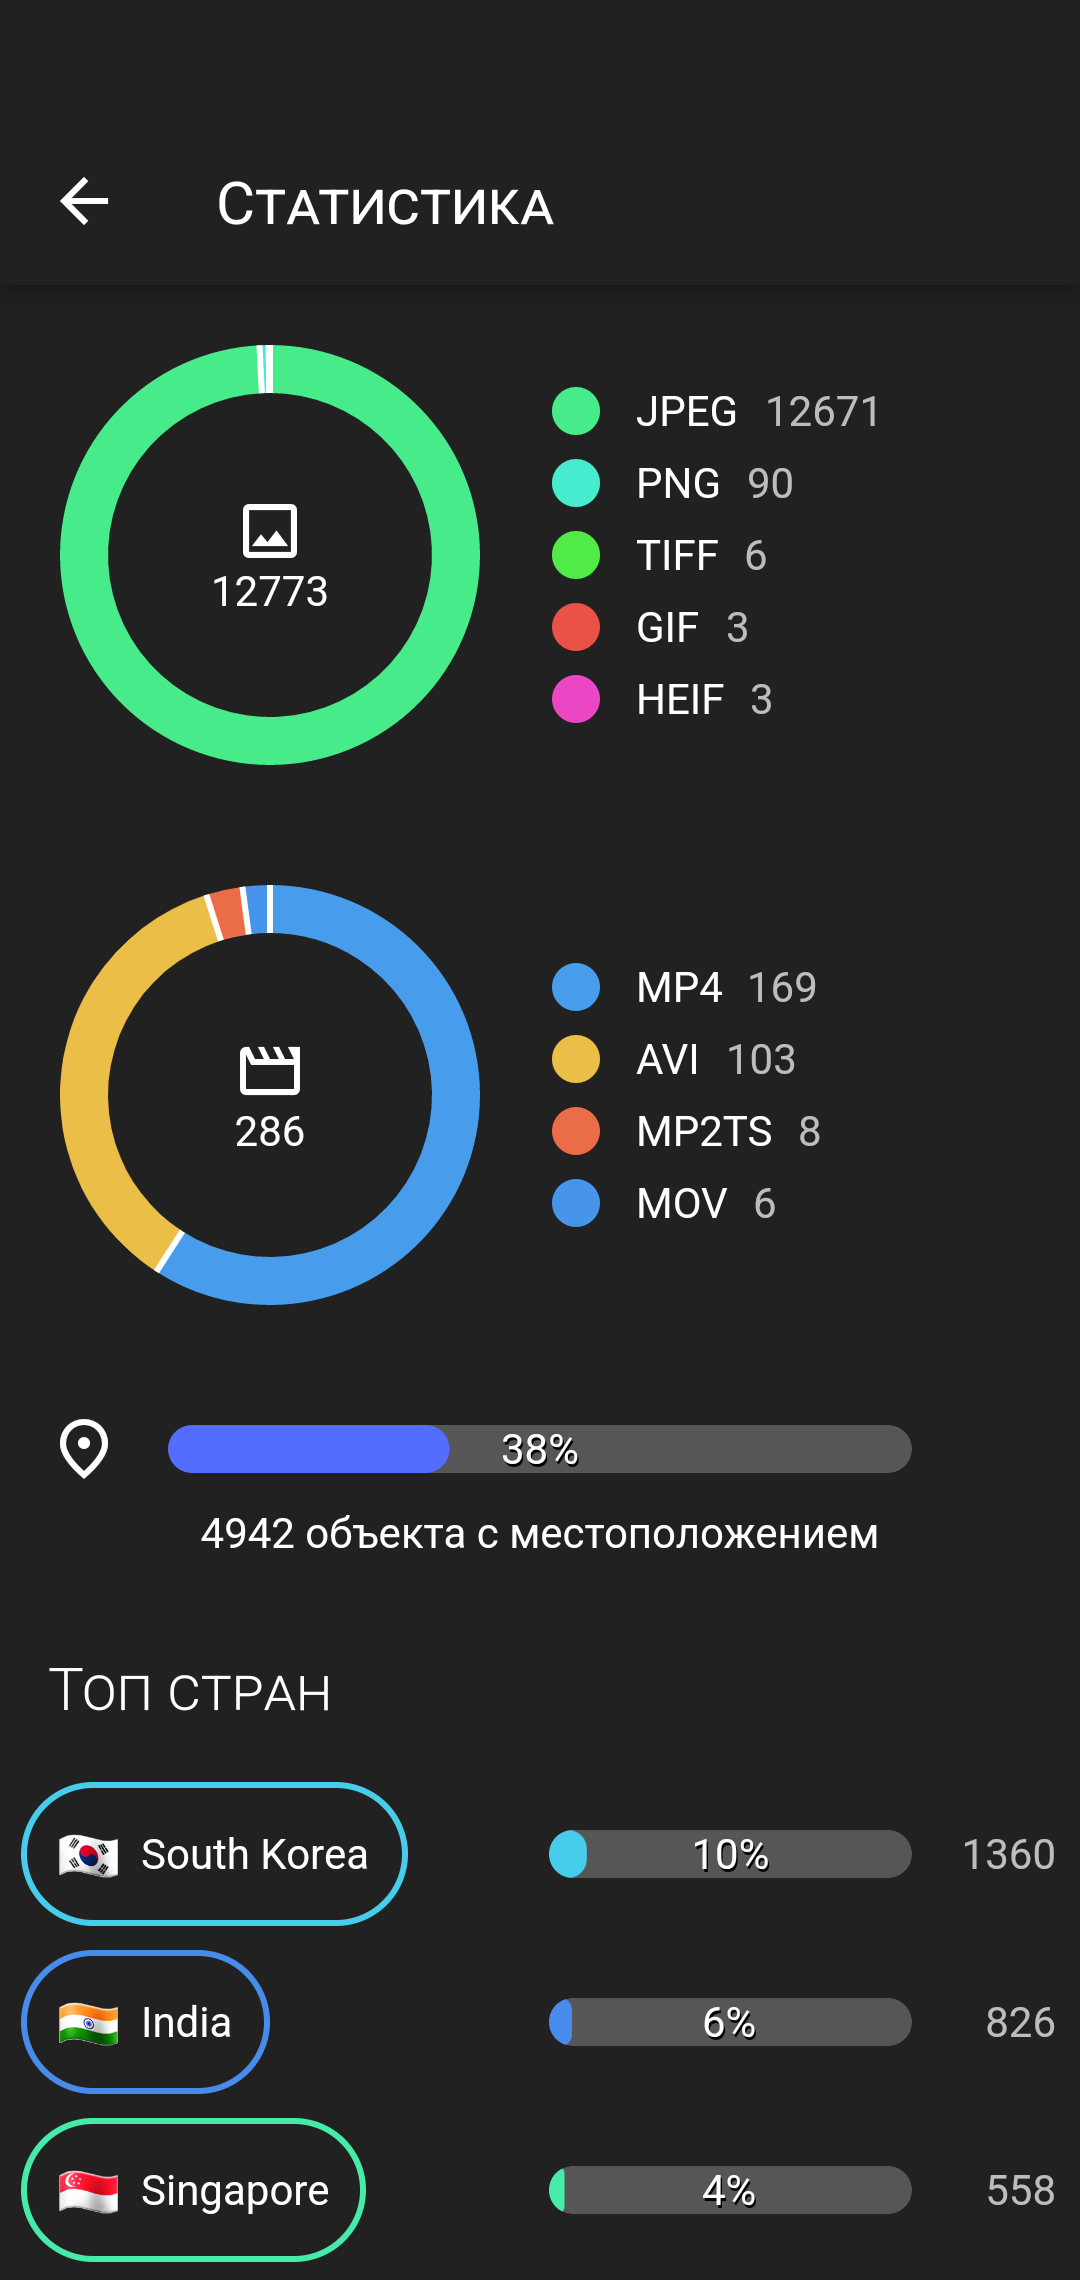 Статистика
JPEG 12671
PNG 90
TIFF 6
GIF 3
HEIF 3
12773
MP4 169
AVI 103
MP2TS 8
MOV 6
286
38%
4942 объекта с местоположением
Топ стран
South Korea 10% 1360
India 6% 826
Singapore 4% 558